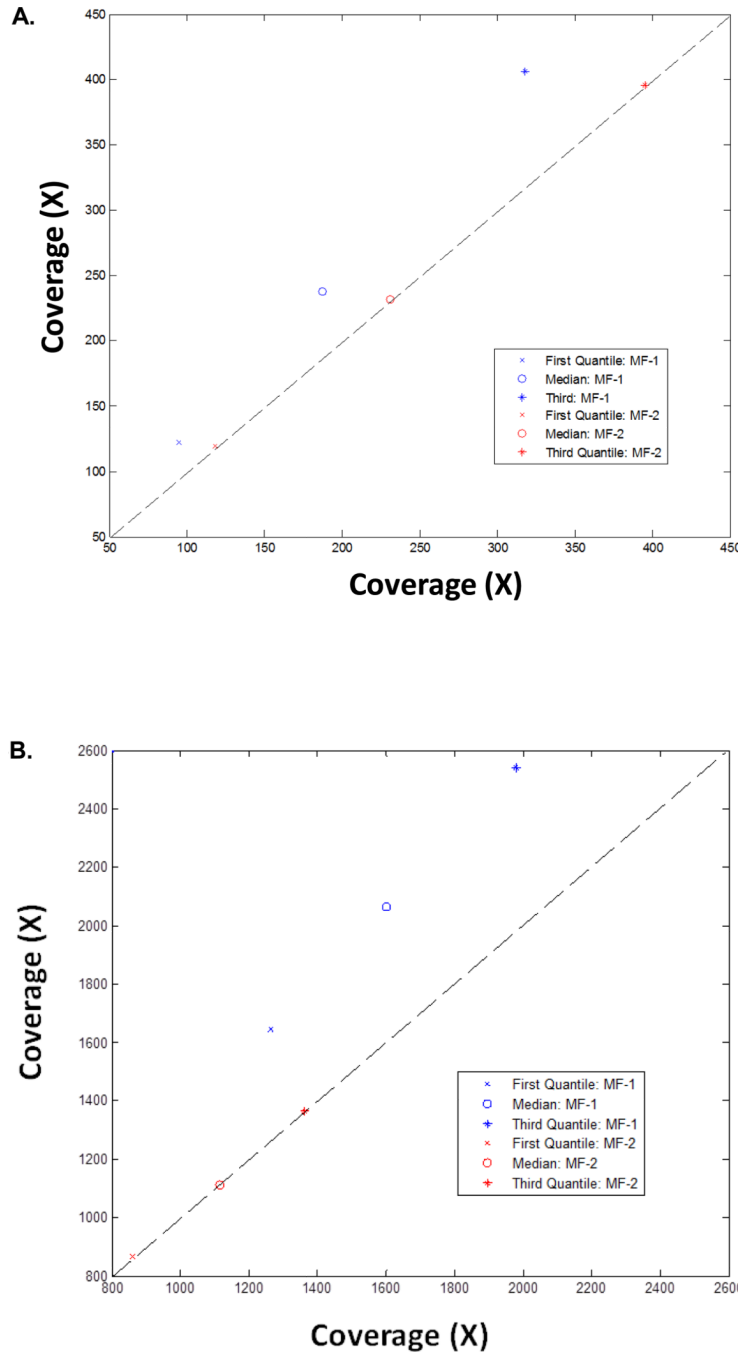 A.
450
400
350
300
250
200
150
100
50
Coverage (X)
First Quantile: MF-1
Median: MF-1
Third: MF-1
First Quantile: MF-2
Median: MF-2
Third Quantile: MF-2
50 100 150 200 250 300 350 400 450
Coverage (X)
B.
2600
2400
2200
2000
1800
1600
1400
1200
1000
800
Coverage (X)
First Quantile: MF-1
Median: MF-1
Third Quantile: MF-1
First Quantile: MF-2
Median: MF-2
Third Quantile: MF-2
800 1000 1200 1400 1600 1800 2000 2200 2400 2600
Coverage (X)